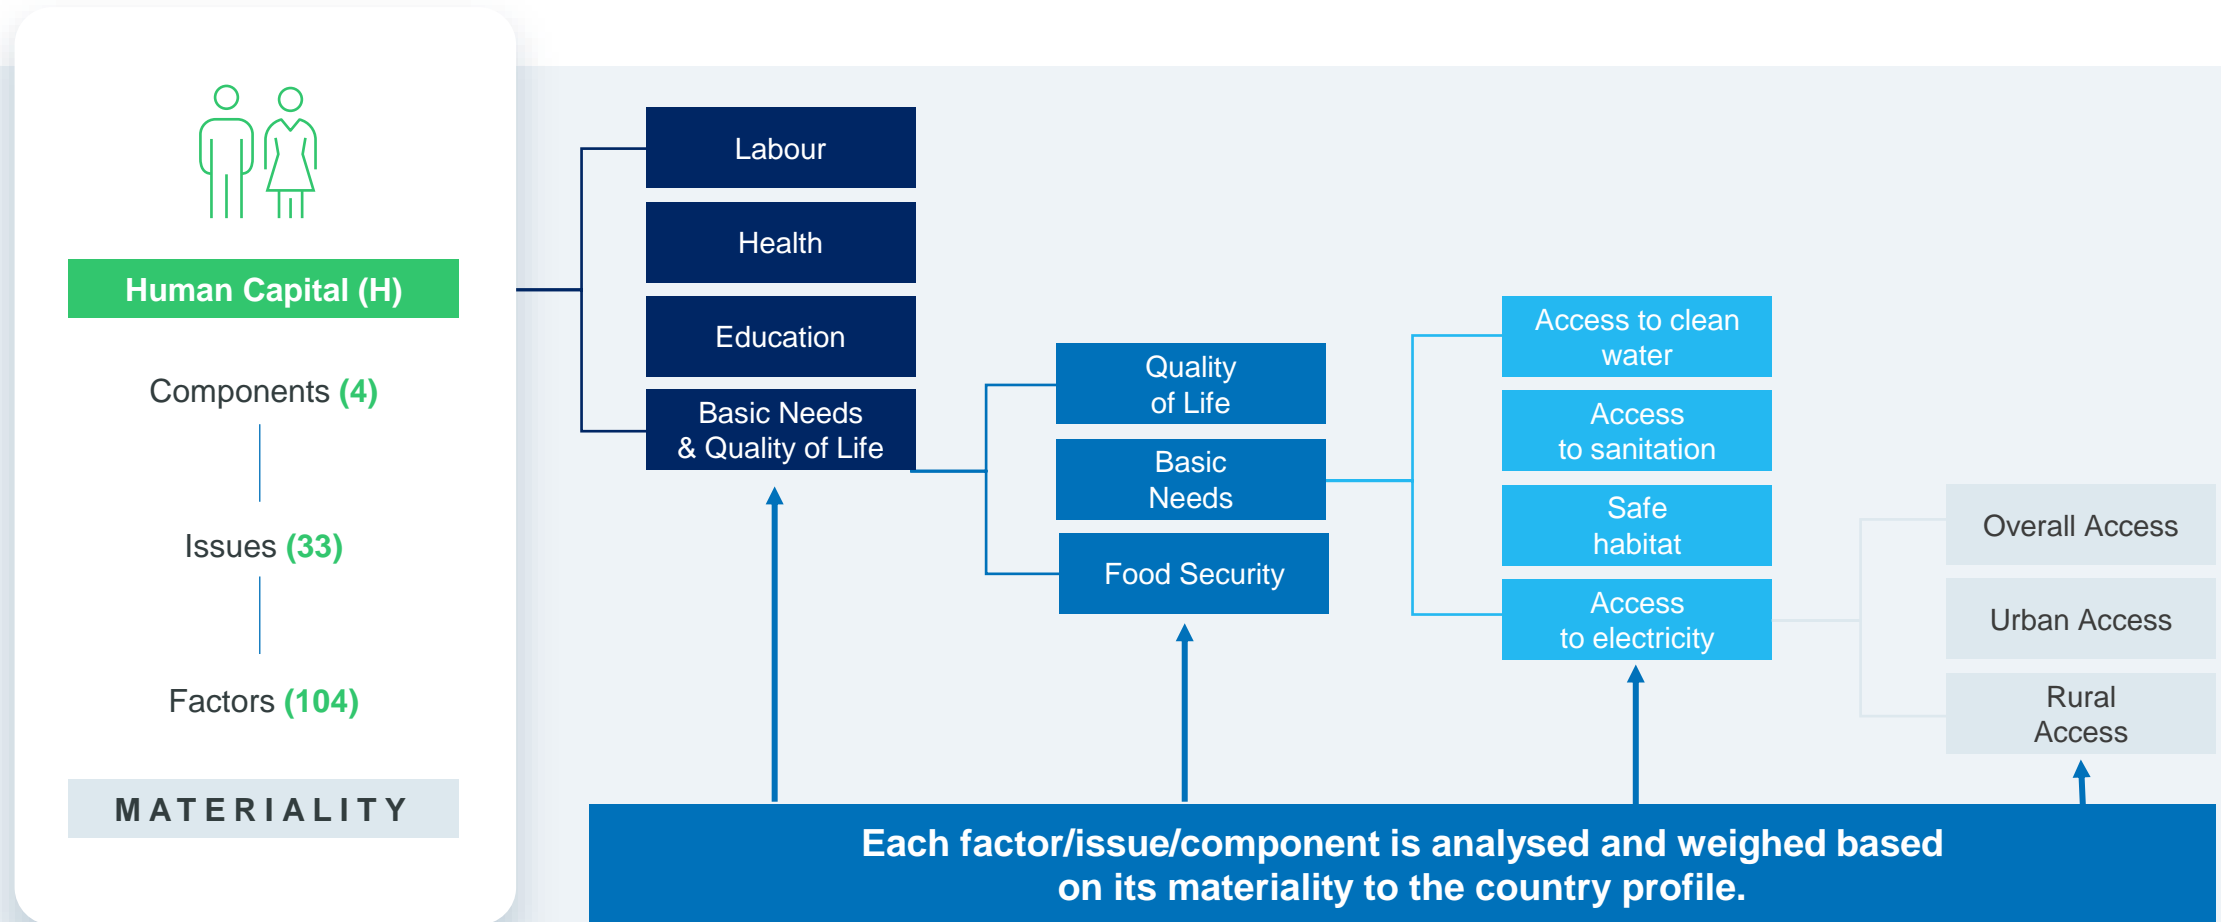 Human Capital (H)
Components (4)
Issues (33)
Factors (104)
MATERIALITY
Labour
Health
Education
Basic Needs
& Quality of Life
Quality
of Life
Basic
Needs
Food Security
Access to clean
water
Access
to sanitation
Safe
habitat
Access
to electricity
Overall Access
Urban Access
Rural
Access
Each factor/issue/component is analysed and weighed based
on its materiality to the country profile.